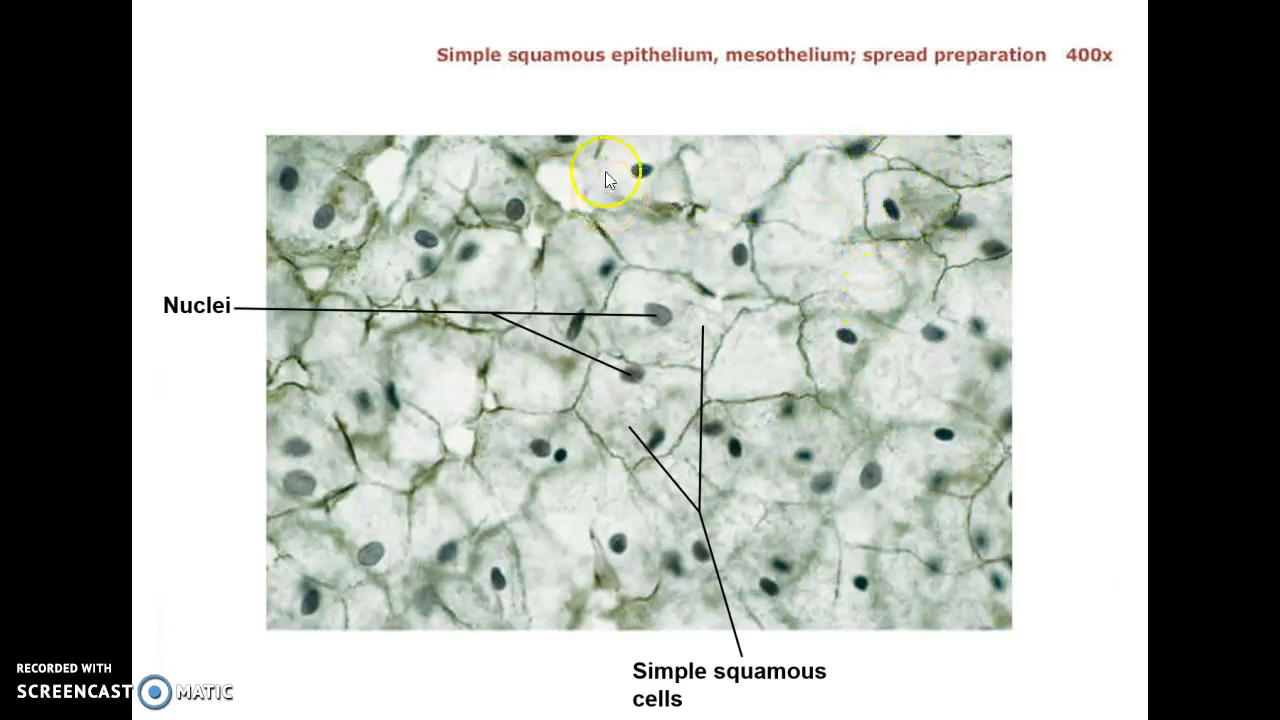 Simple squamous epithelium, mesothelium; spread preparation 400x
Nuclei
Simple squamous
cells
RECORDED WITH
SCREENCAST MATIC